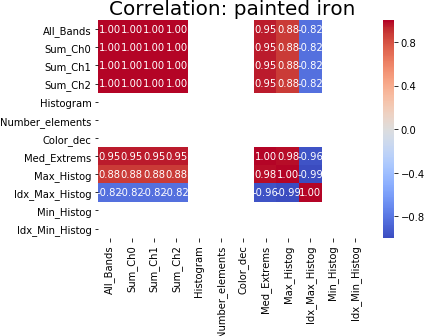 Correlation: painted iron
All_Bands 1.00 1.00 1.00 1.00 0.95 0.88 -0.82
Sum_Ch0 1.00 1.00 1.00 1.00 0.95 0.88 -0.82
Sum_Ch1 1.00 1.00 1.00 1.00 0.95 0.88 -0.82
Sum_Ch2 1.00 1.00 1.00 1.00 0.95 0.88 -0.82
Histogram
Number_elements
Color_dec
Med_Extrems 0.95 0.95 0.95 0.95 1.00 0.98 -0.96
Max_Histog 0.88 0.88 0.88 0.88 0.98 1.00 -0.99
Idx_Max_Histog -0.82 -0.82 -0.82 -0.82 -0.96 -0.99 1.00
Min_Histog
Idx_Min_Histog
All_Bands
Sum_Ch0
Sum_Ch1
Sum_Ch2
Histogram
Number_elements
Color_dec
Med_Extrems
Max_Histog
Idx_Max_Histog
Min_Histog
Idx_Min_Histog
0.8
0.4
0.0
−0.4
−0.8